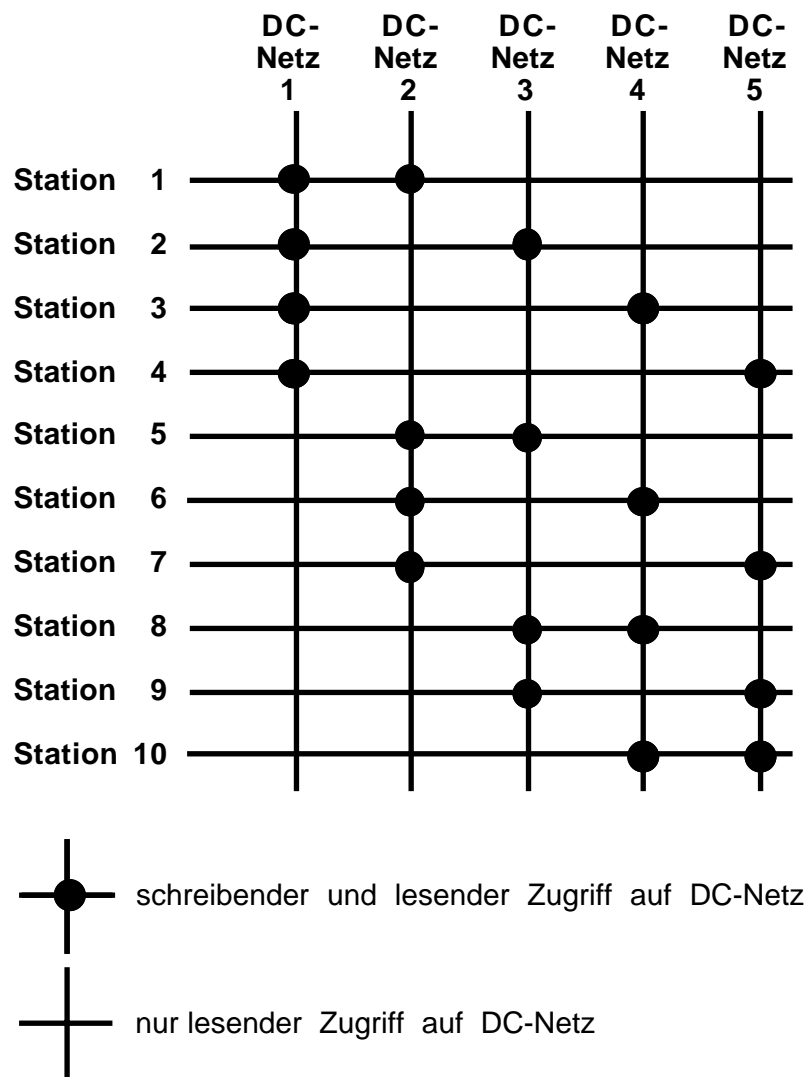 DC- DC- DC- DC- DC-
Netz Netz Netz Netz Netz
1 2 3 4 5
Station 1
Station 2
Station 3
Station 4
Station 5
Station 6
Station 7
Station 8
Station 9
Station 10
schreibender und lesender Zugriff auf DC-Netz
nur lesender Zugriff auf DC-Netz